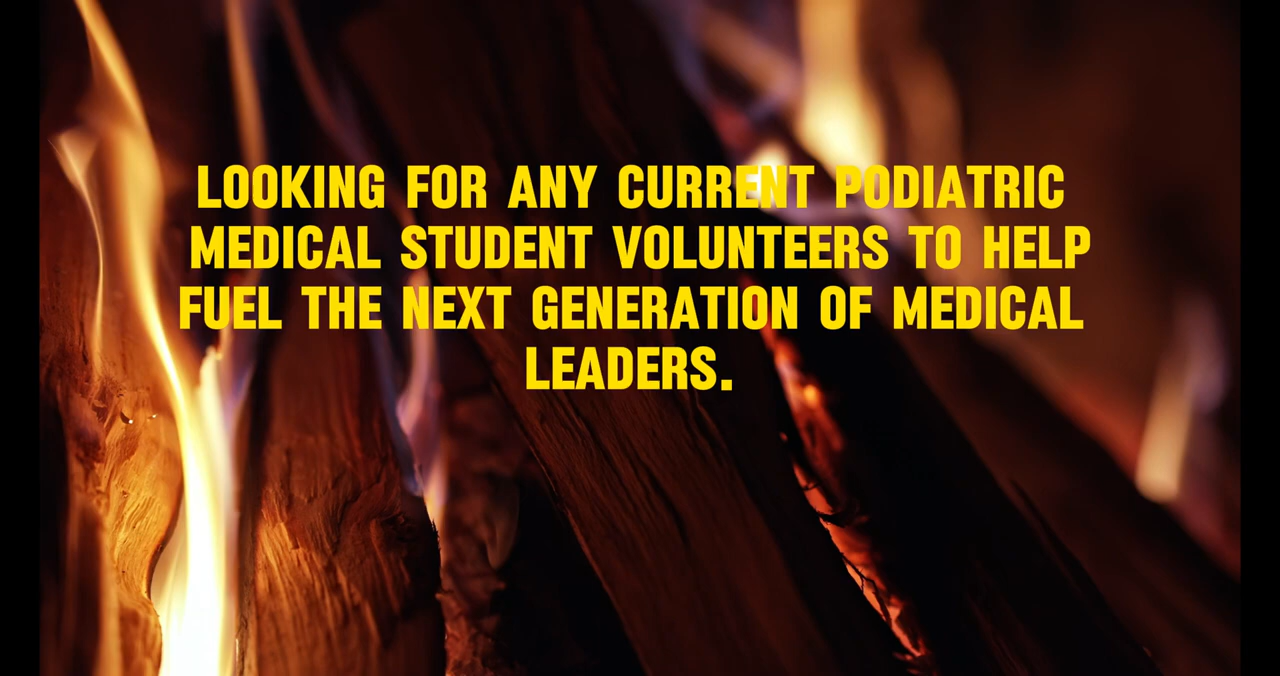 LOOKING FOR ANY CURRENT PODIATRIC
MEDICAL STUDENT VOLUNTEERS TO HELP
FUEL THE NEXT GENERATION OF MEDICAL
LEADERS.